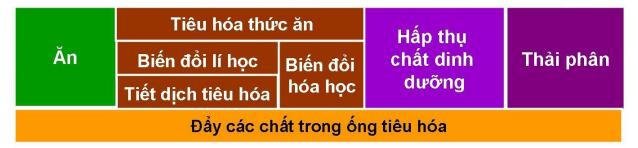 Ăn
Tiêu hóa thức ăn
Biến đổi lí học
Tiết dịch tiêu hóa
Biến đổi
hóa học
Hấp thụ
chất dinh
dưỡng
Thải phân
Đẩy các chất trong ống tiêu hóa